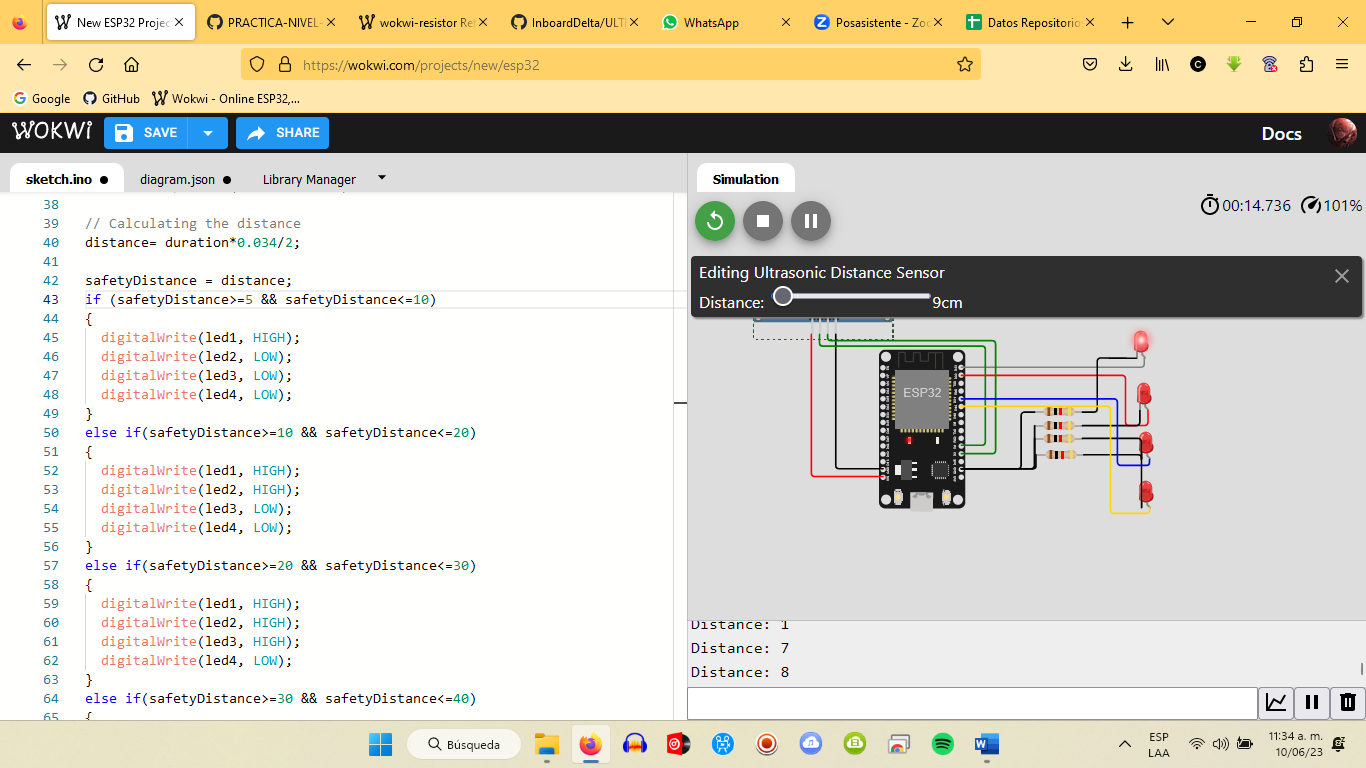 New ESP32 Projec
PRACTICA-NIVEL-
wokwi-resistor Re
InboardDelta/ULT
WhatsApp
Posasistente - Zoo
Datos Repositorio
https://wokwi.com/projects/new/esp32
Google
GitHub
Wokwi - Online ESP32,...
WOKWI
SAVE
SHARE
Docs
sketch.ino
diagram.json
Library Manager
Simulation
00:14.736
101%
38
39 // Calculating the distance
40 distance= duration*0.034/2;
41
42 safetyDistance = distance;
43 if (safetyDistance>=5 && safetyDistance<=10)
44 {
45 digitalWrite(led1, HIGH);
46 digitalWrite(led2, LOW);
47 digitalWrite(led3, LOW);
48 digitalWrite(led4, LOW);
49 }
50 else if(safetyDistance>=10 && safetyDistance<=20)
51 {
52 digitalWrite(led1, HIGH);
53 digitalWrite(led2, HIGH);
54 digitalWrite(led3, LOW);
55 digitalWrite(led4, LOW);
56 }
57 else if(safetyDistance>=20 && safetyDistance<=30)
58 {
59 digitalWrite(led1, HIGH);
60 digitalWrite(led2, HIGH);
61 digitalWrite(led3, HIGH);
62 digitalWrite(led4, LOW);
63 }
64 else if(safetyDistance>=30 && safetyDistance<=40)
65 {
Editing Ultrasonic Distance Sensor
Distance: 9cm
ESP32
Distance: 1
Distance: 7
Distance: 8
Búsqueda
ESP
LAA
11:34 a. m.
10/06/23